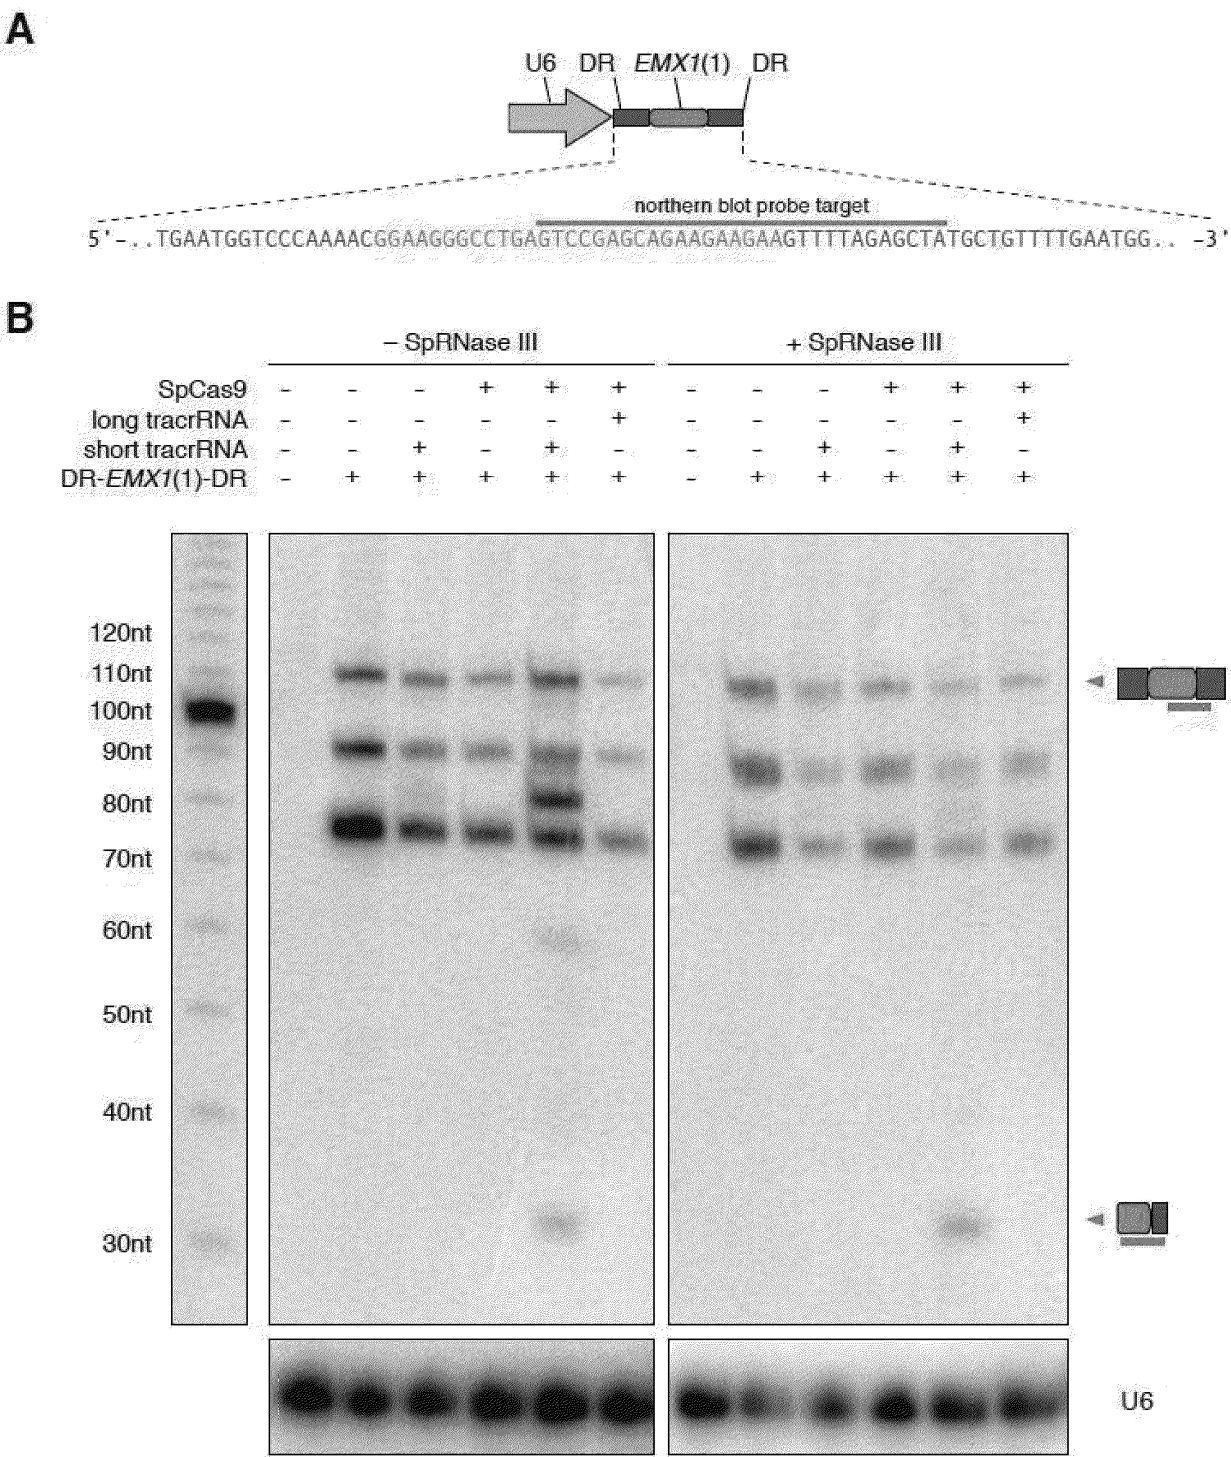 A
U6 DR EMX1(1) DR
northern blot probe target
5'-..TGAATGGTCCCAAAACGGAAGGGCCTGAGTCCGAGCAGAAGAAGAAGTTTTAGAGCTATGCTGTTTTGAATGG.. -3'
B
– SpRNase III + SpRNase III
SpCas9 - - - + + + - - - + + +
long tracrRNA - - - - - + - - - - - +
short tracrRNA - - + - + - - - + - + -
DR-EMX1(1)-DR - + + + + + - + + + + +
120nt
110nt
100nt
90nt
80nt
70nt
60nt
50nt
40nt
30nt
U6